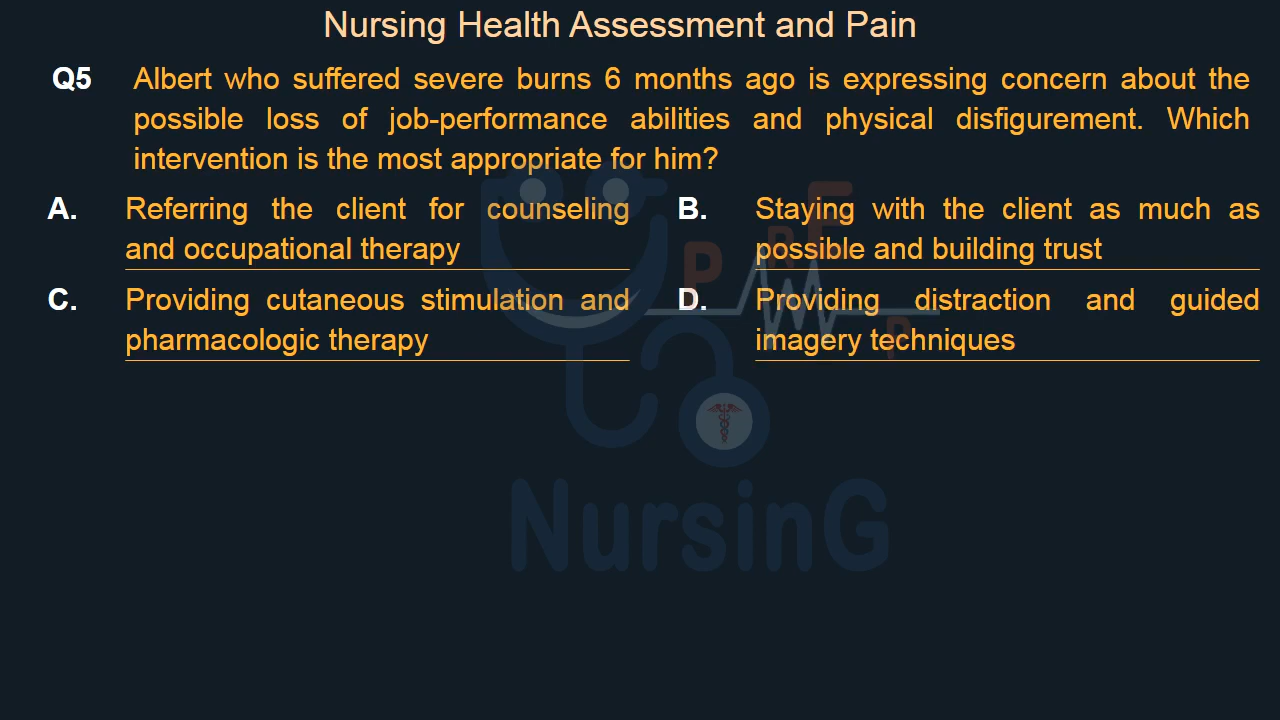 Nursing Health Assessment and Pain
Q5 Albert who suffered severe burns 6 months ago is expressing concern about the
possible loss of job-performance abilities and physical disfigurement. Which
intervention is the most appropriate for him?
A. Referring the client for counseling
and occupational therapy
B. Staying with the client as much as
possible and building trust
C. Providing cutaneous stimulation and
pharmacologic therapy
D. Providing distraction and guided
imagery techniques
P R F P
NursinG